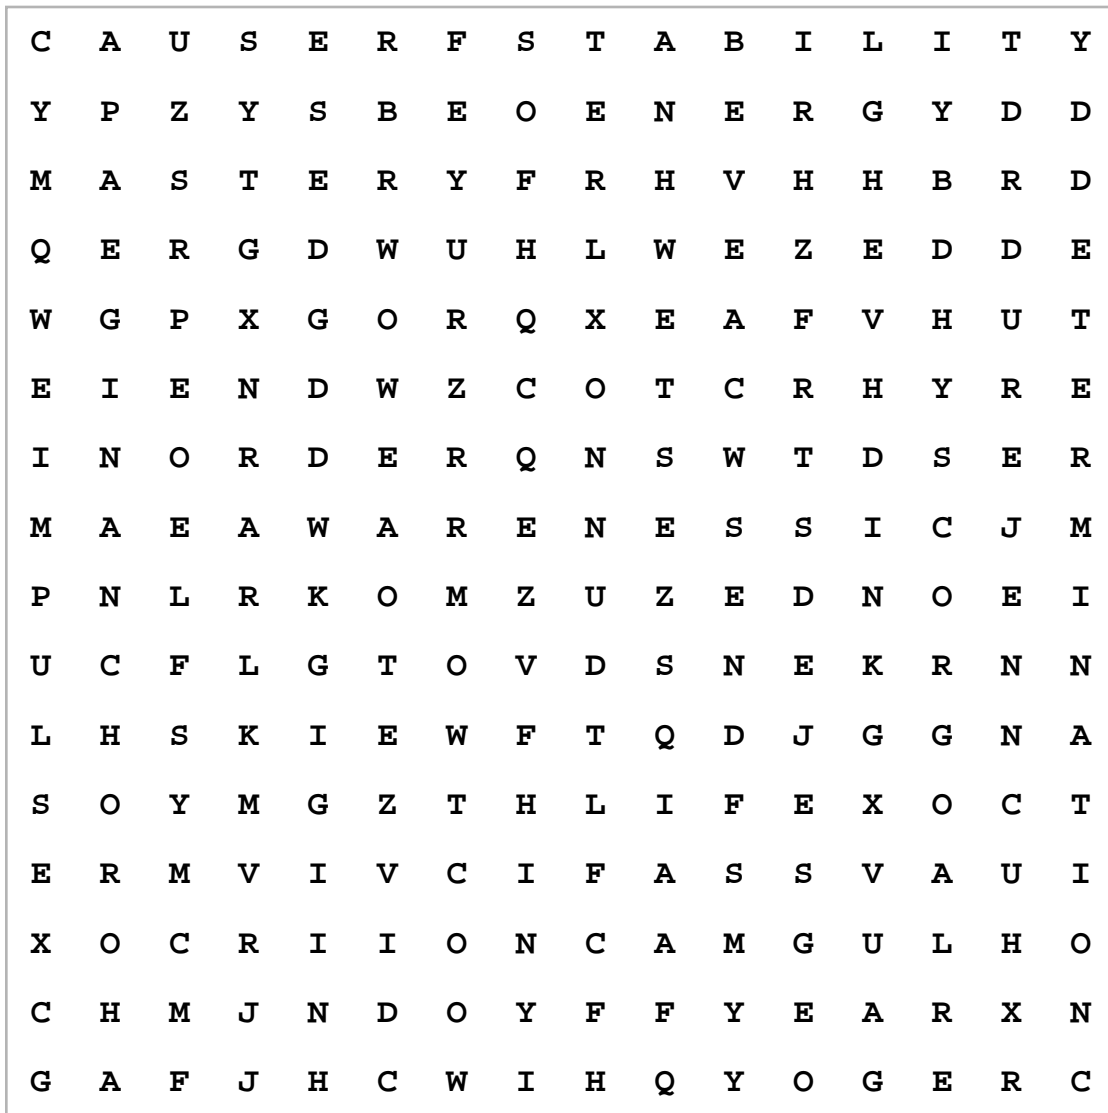 C A U S E R F S T A B I L I T Y
Y P Z Y S B E O E N E R G Y D D
M A S T E R Y F R H V H H B R D
Q E R G D W U H L W E Z E D D E
W G P X G O R Q X E A F V H U T
E I E N D W Z C O T C R H Y R E
I N O R D E R Q N S W T D S E R
M A E A W A R E N E S S I C J M
P N L R K O M Z U Z E D N O E I
U C F L G T O V D S N E K R N N
L H S K I E W F T Q D J G G N A
S O Y M G Z T H L I F E X O C T
E R M V I V C I F A S S V A U I
X O C R I I O N C A M G U L H O
C H M J N D O Y F F Y E A R X N
G A F J H C W I H Q Y O G E R C